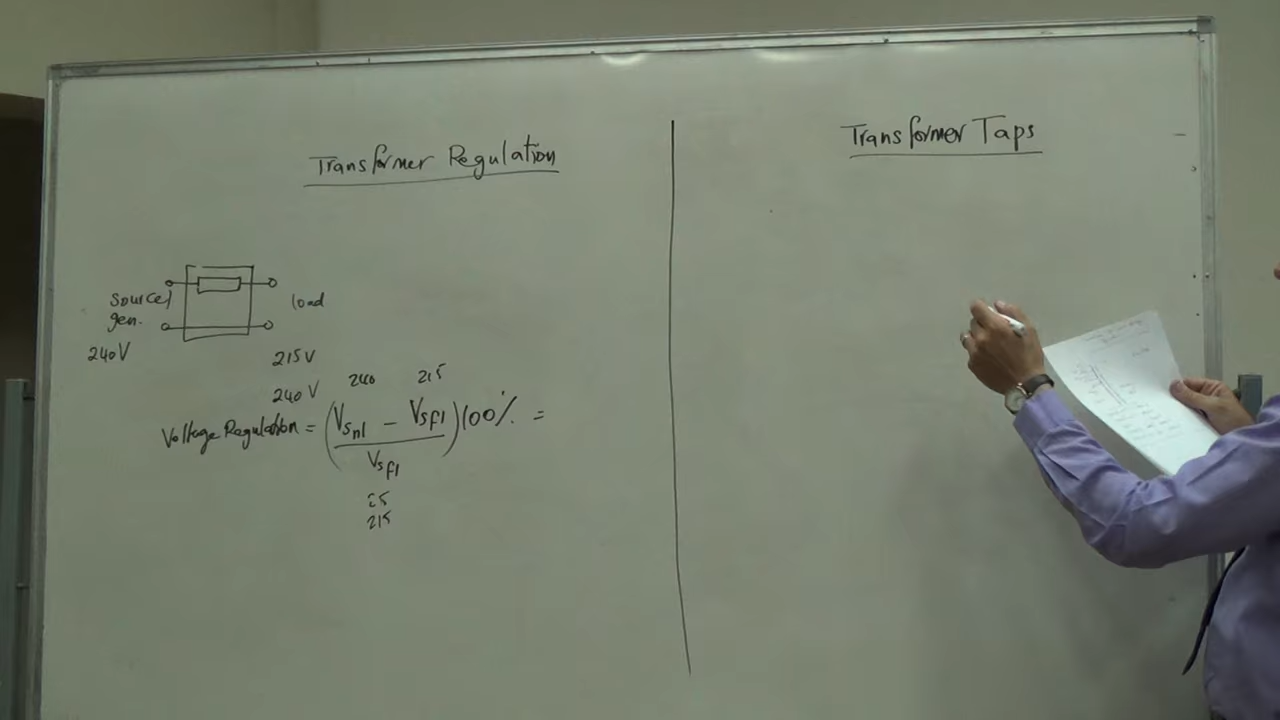 Transformer Regulation
Source/
gen.
load
240V
215V
240V
240
215
Voltage Regulation = (Vsnl - Vsfl)100% =
Vsfl
25
215
Transformer Taps